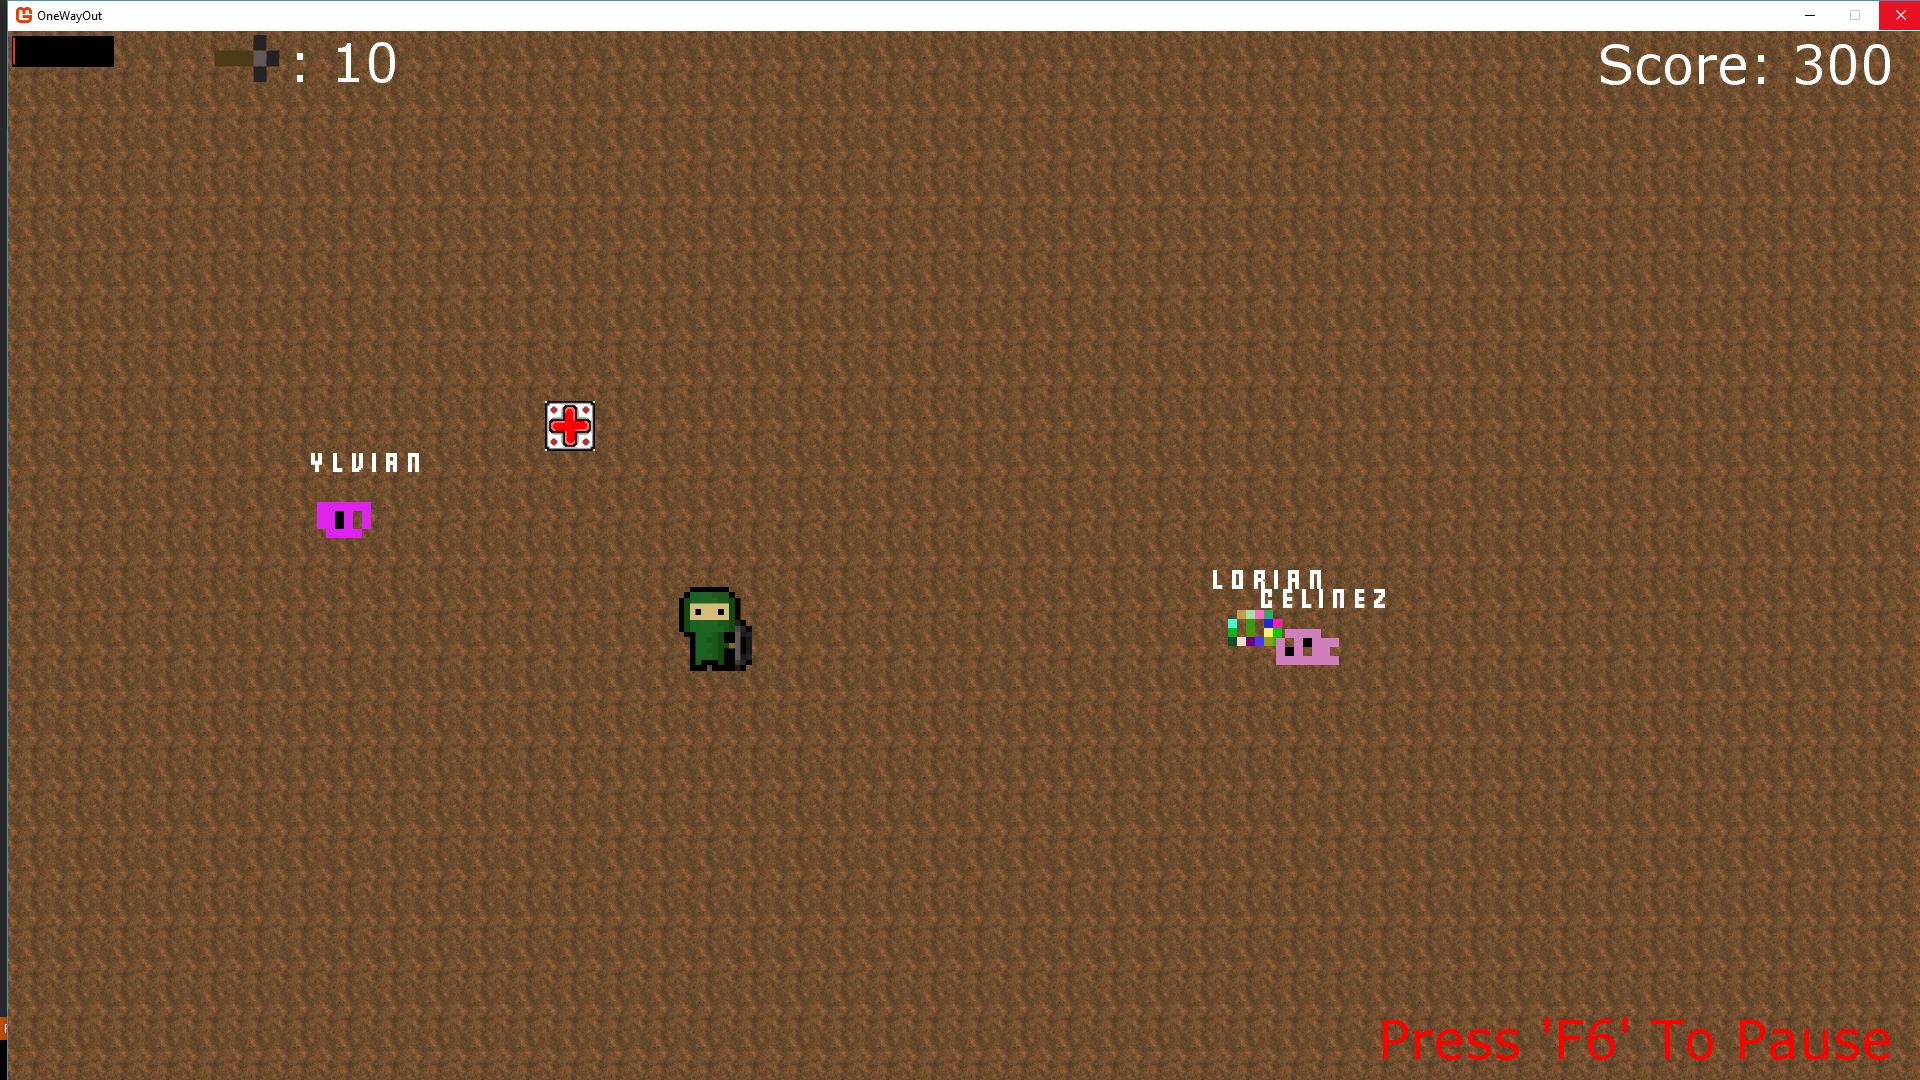 OneWayOut
: 10
Score: 300
YLVIAN
LORIAN
CELINEZ
Press 'F6' To Pause